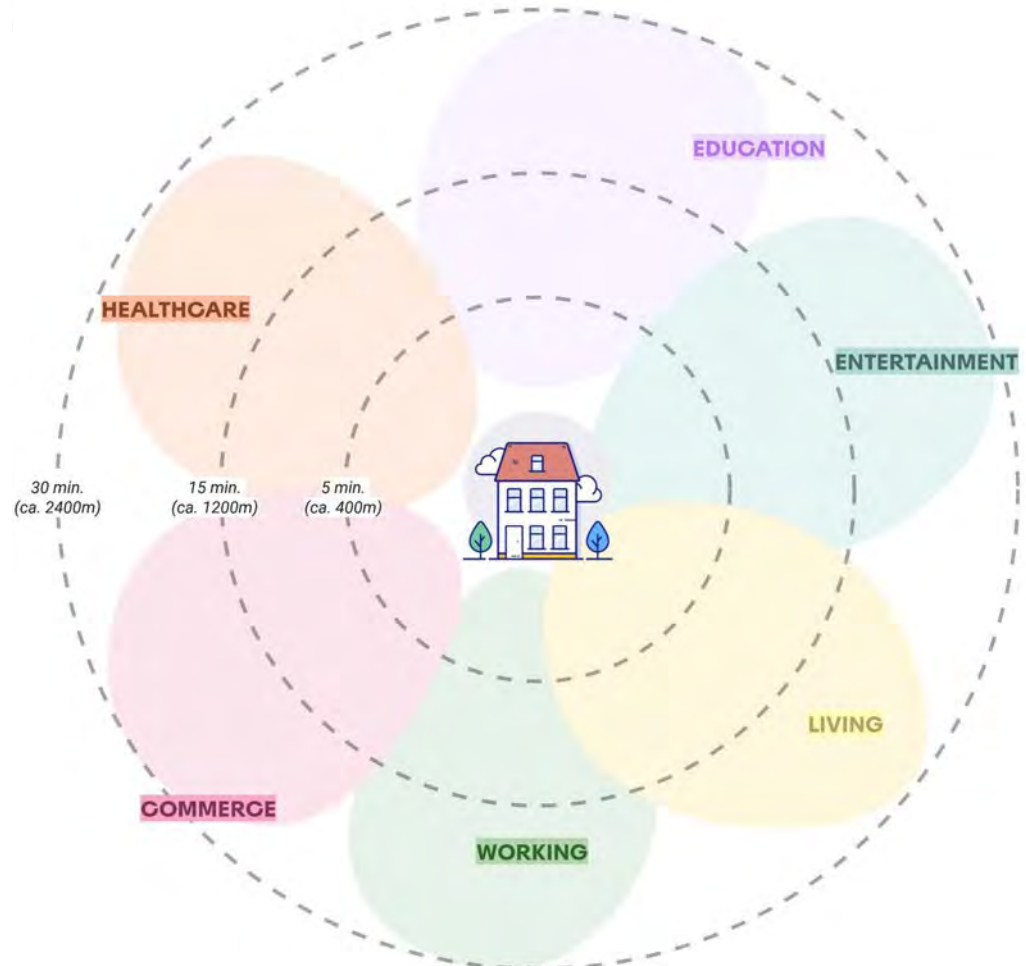 EDUCATION
HEALTHCARE
ENTERTAINMENT
30 min.
(ca. 2400m)
15 min.
(ca. 1200m)
5 min.
(ca. 400m)
LIVING
COMMERCE
WORKING